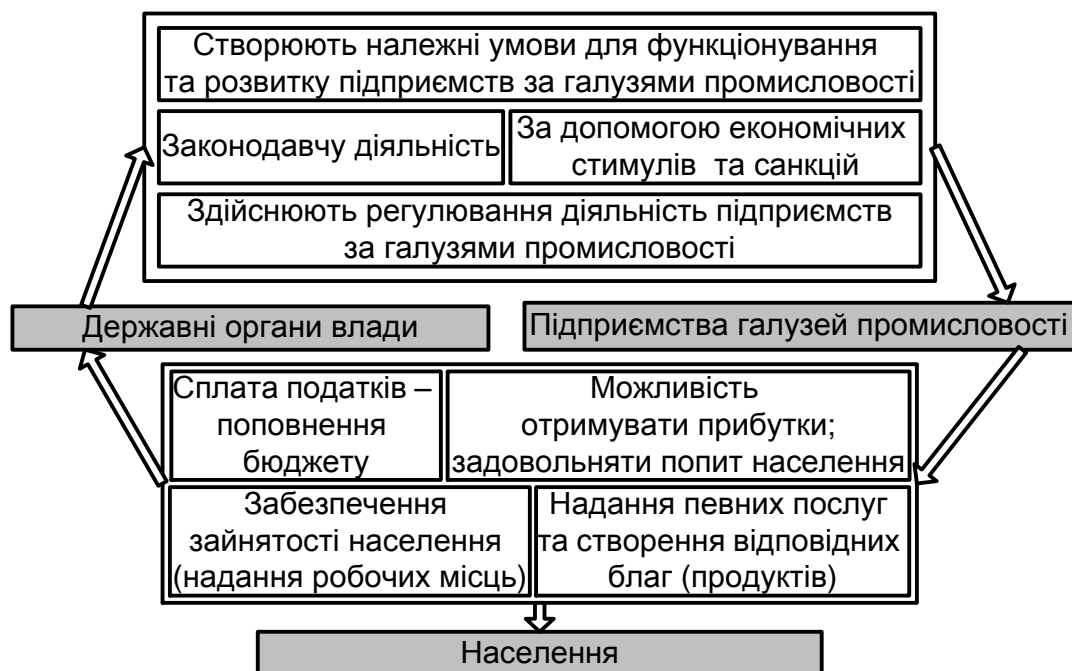 Створюють належні умови для функціонування
та розвитку підприємств за галузями промисловості
Законодавчу діяльність
За допомогою економічних
стимулів та санкцій
Здійснюють регулювання діяльність підприємств
за галузями промисловості
Державні органи влади
Підприємства галузей промисловості
Сплата податків –
поповнення
бюджету
Можливість
отримувати прибутки;
задовольняти попит населення
Забезпечення
зайнятості населення
(надання робочих місць)
Надання певних послуг
та створення відповідних
благ (продуктів)
Населення